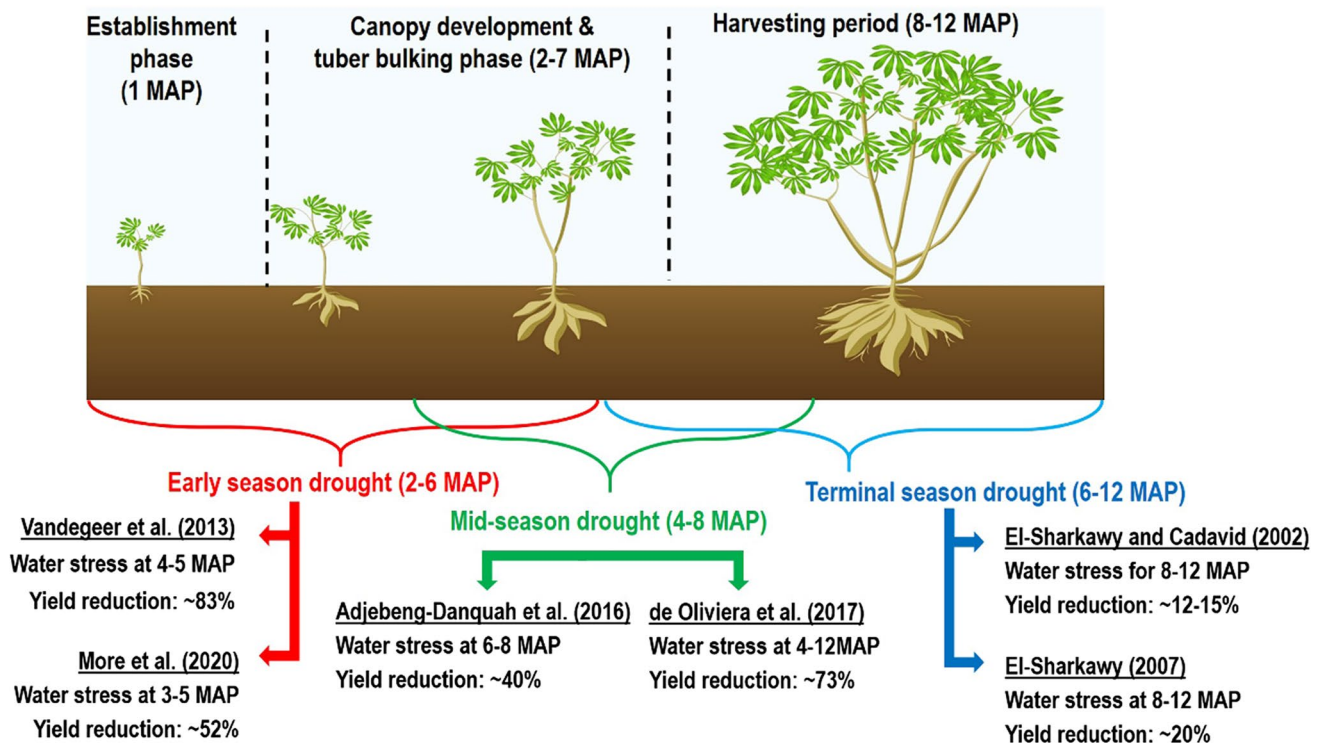 Establishment
phase
(1 MAP)
Canopy development &
tuber bulking phase (2-7 MAP)
Harvesting period (8-12 MAP)
Early season drought (2-6 MAP)
Vandegeer et al. (2013)
Water stress at 4-5 MAP
Yield reduction: ~83%
More et al. (2020)
Water stress at 3-5 MAP
Yield reduction: ~52%
Mid-season drought (4-8 MAP)
Adjebeng-Danquah et al. (2016)
Water stress at 6-8 MAP
Yield reduction: ~40%
de Oliviera et al. (2017)
Water stress at 4-12MAP
Yield reduction: ~73%
Terminal season drought (6-12 MAP)
El-Sharkawy and Cadavid (2002)
Water stress for 8-12 MAP
Yield reduction: ~12-15%
El-Sharkawy (2007)
Water stress at 8-12 MAP
Yield reduction: ~20%